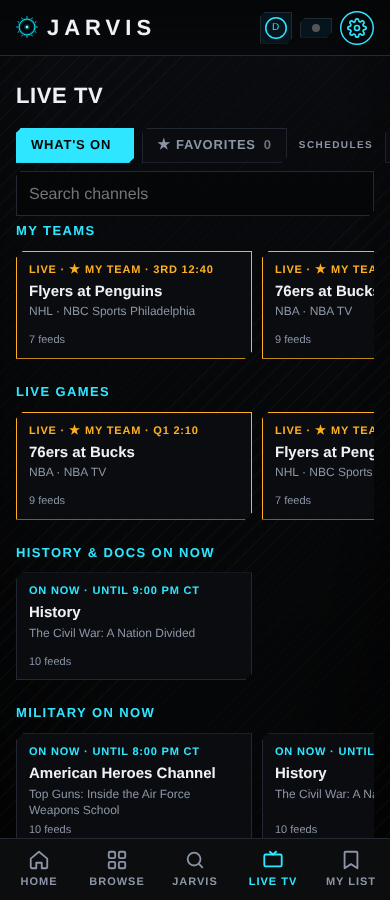 JARVIS
D
LIVE TV
WHAT'S ON
★ FAVORITES 0
SCHEDULES
Search channels
MY TEAMS
LIVE · ★ MY TEAM · 3RD 12:40
Flyers at Penguins
NHL · NBC Sports Philadelphia
7 feeds
LIVE · ★ MY TEA
76ers at Bucks
NBA · NBA TV
9 feeds
LIVE GAMES
LIVE · ★ MY TEAM · Q1 2:10
76ers at Bucks
NBA · NBA TV
9 feeds
LIVE · ★ MY TEA
Flyers at Peng
NHL · NBC Sports
7 feeds
HISTORY & DOCS ON NOW
ON NOW · UNTIL 9:00 PM CT
History
The Civil War: A Nation Divided
10 feeds
MILITARY ON NOW
ON NOW · UNTIL 8:00 PM CT
American Heroes Channel
Top Guns: Inside the Air Force
Weapons School
10 feeds
ON NOW · UNTIL
History
The Civil War: A Na
10 feeds
HOME
BROWSE
JARVIS
LIVE TV
MY LIST